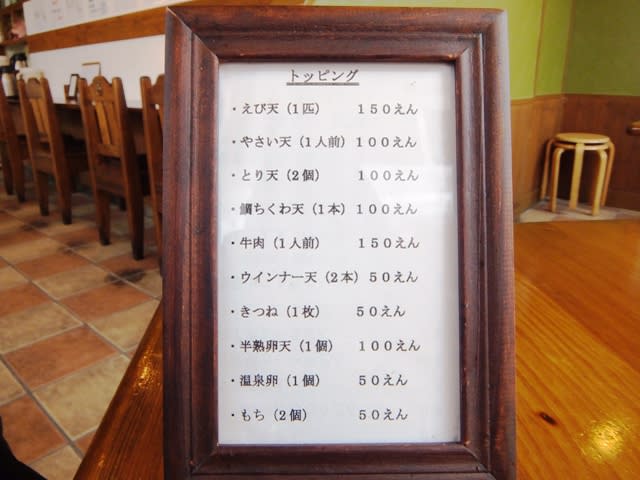 トッピング
・えび天（1匹）　１５０えん
・やさい天（1人前）１００えん
・とり天（2個）　１００えん
・鯛ちくわ天（1本）１００えん
・牛肉（1人前）　１５０えん
・ウインナー天（2本）５０えん
・きつね（1枚）　５０えん
・半熟卵天（1個）　１００えん
・温泉卵（1個）　５０えん
・もち（2個）　５０えん